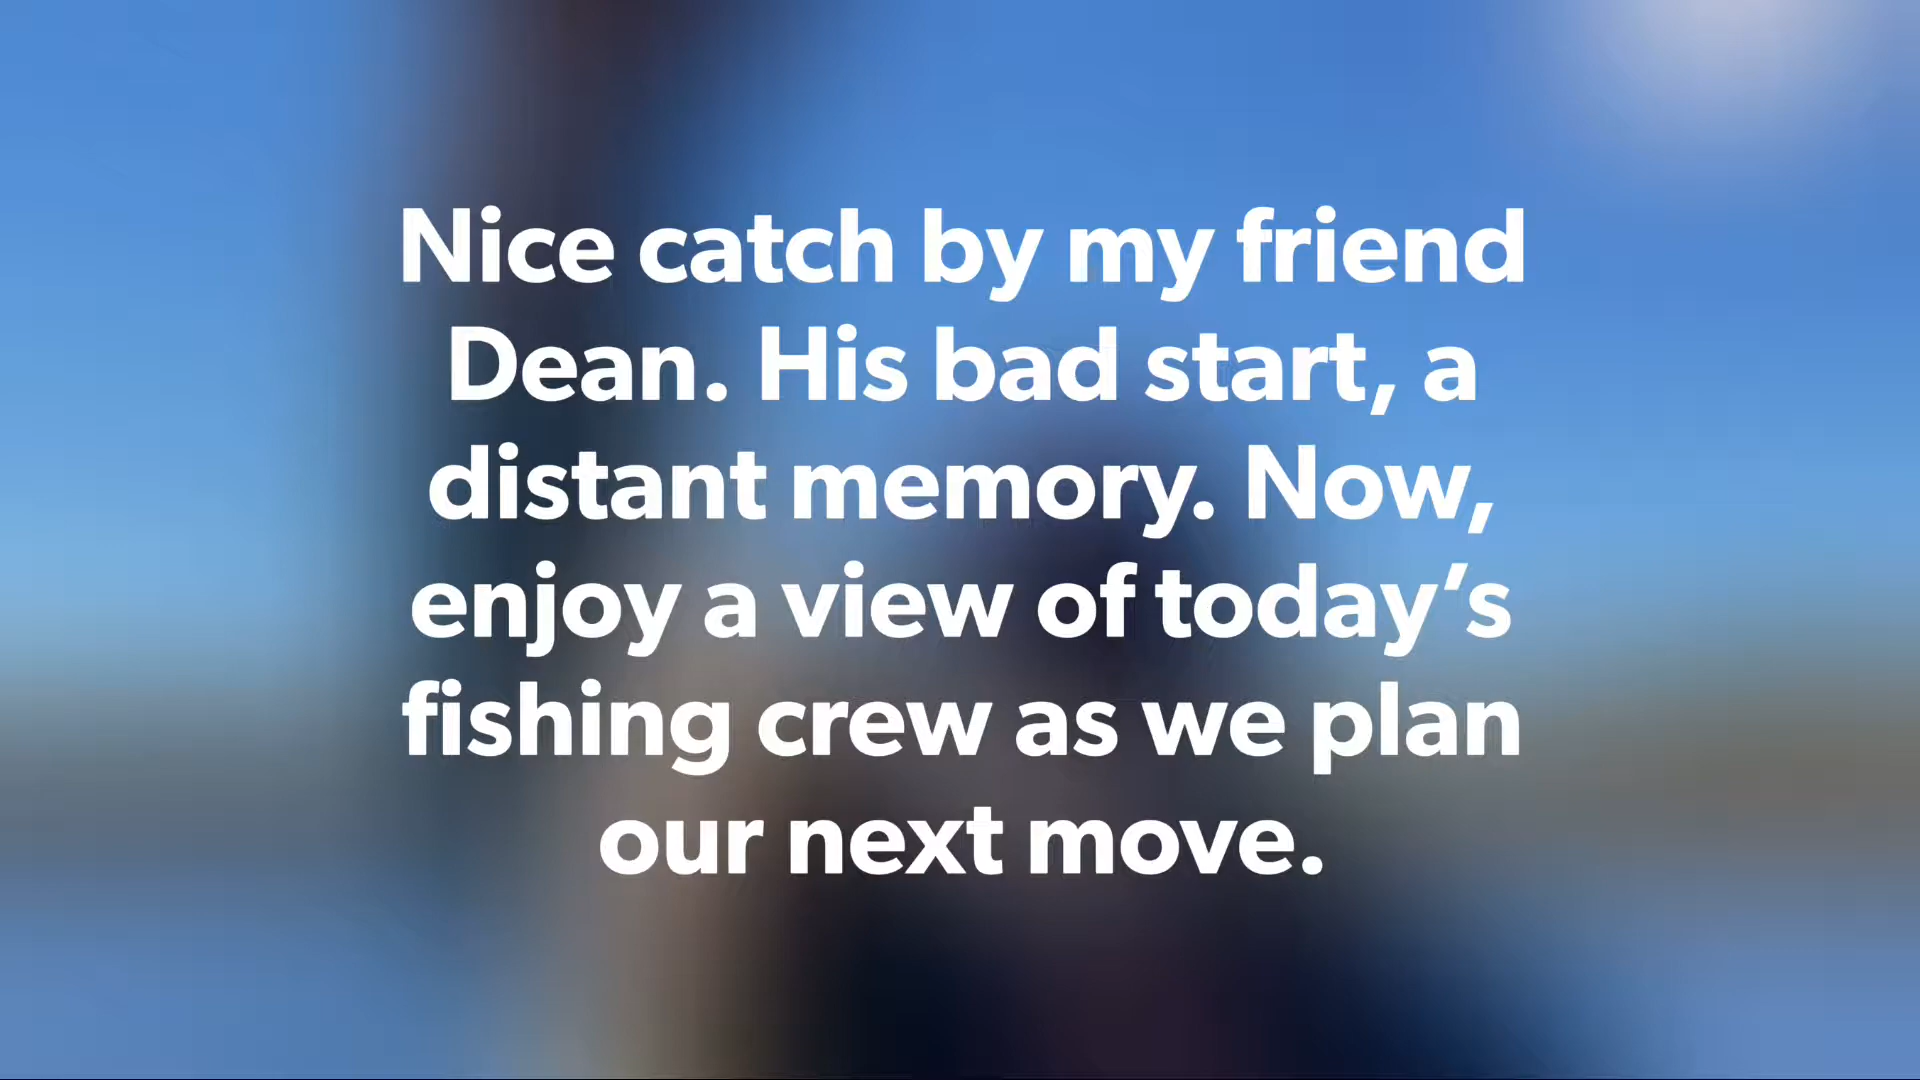 Nice catch by my friend
Dean. His bad start, a
distant memory. Now,
enjoy a view of today’s
fishing crew as we plan
our next move.